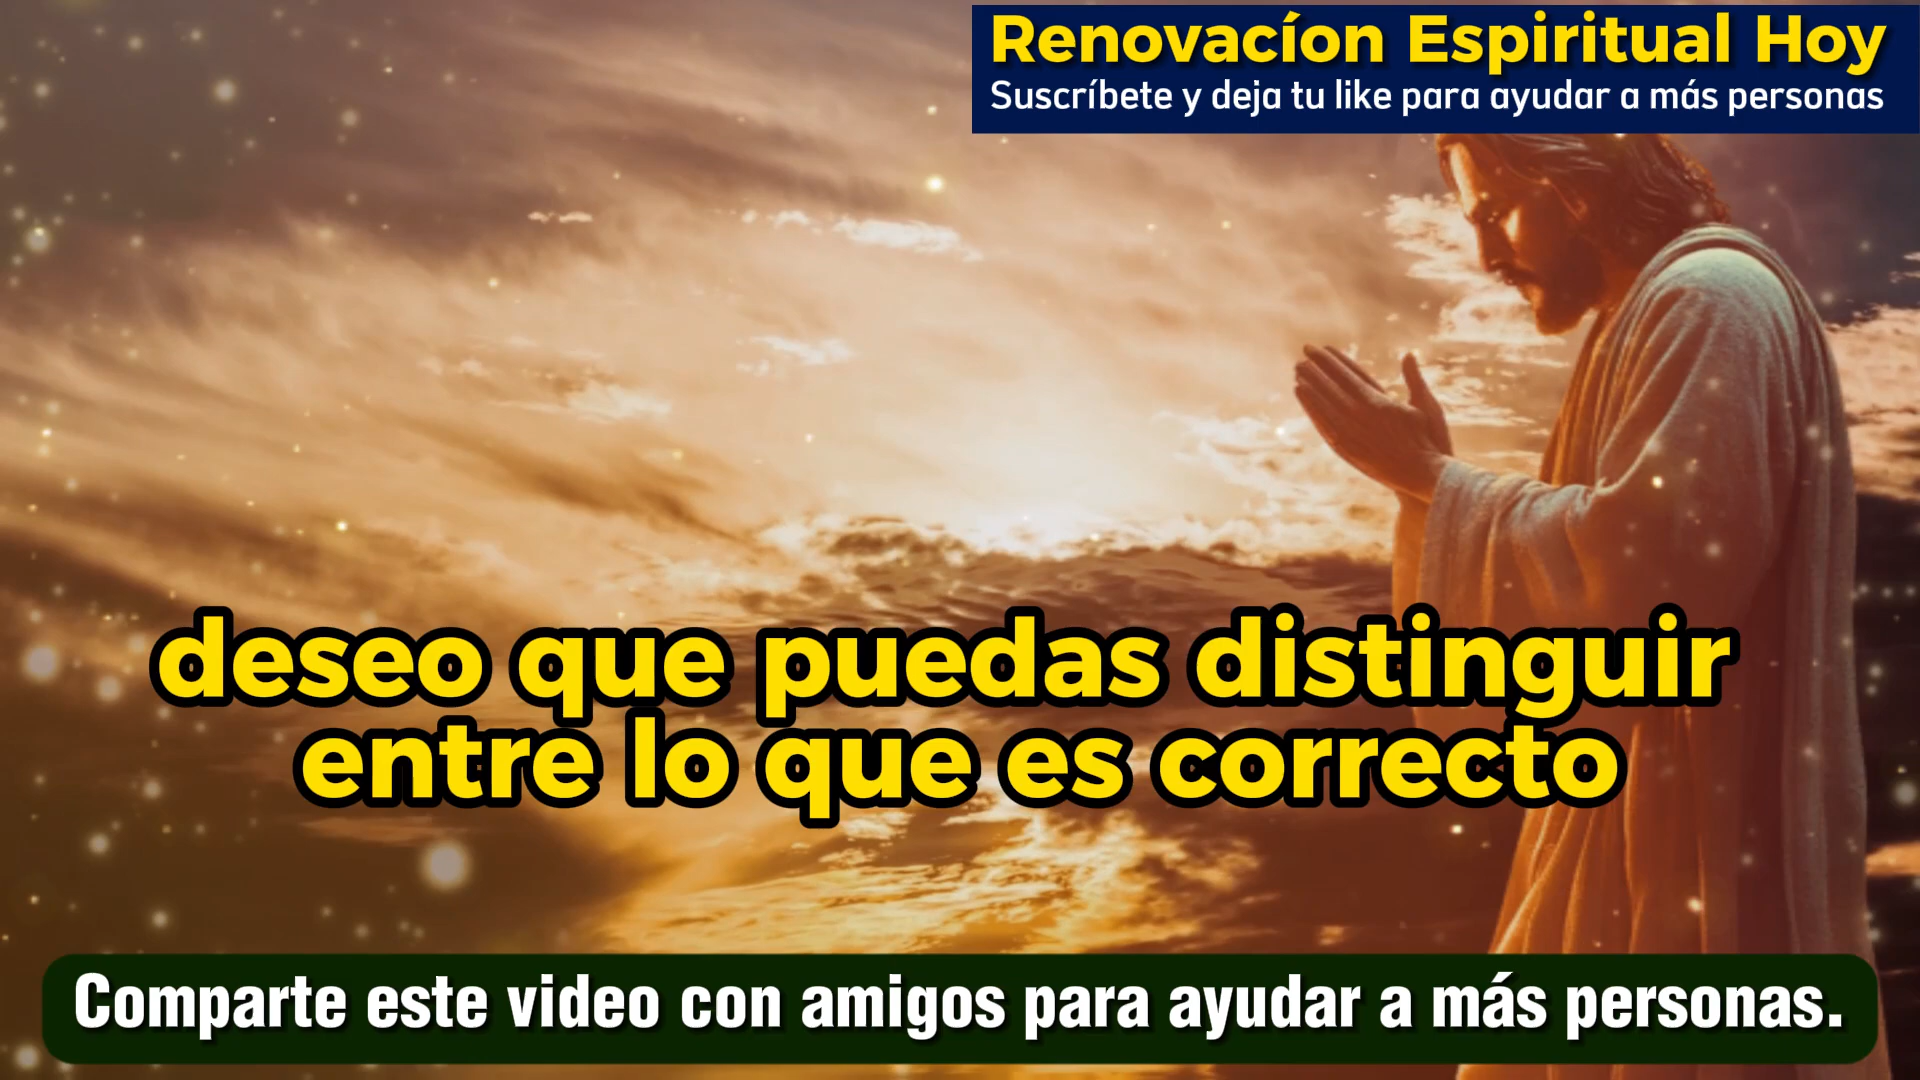 Renovacíon Espiritual Hoy
Suscríbete y deja tu like para ayudar a más personas
deseo que puedas distinguir
entre lo que es correcto
Comparte este video con amigos para ayudar a más personas.